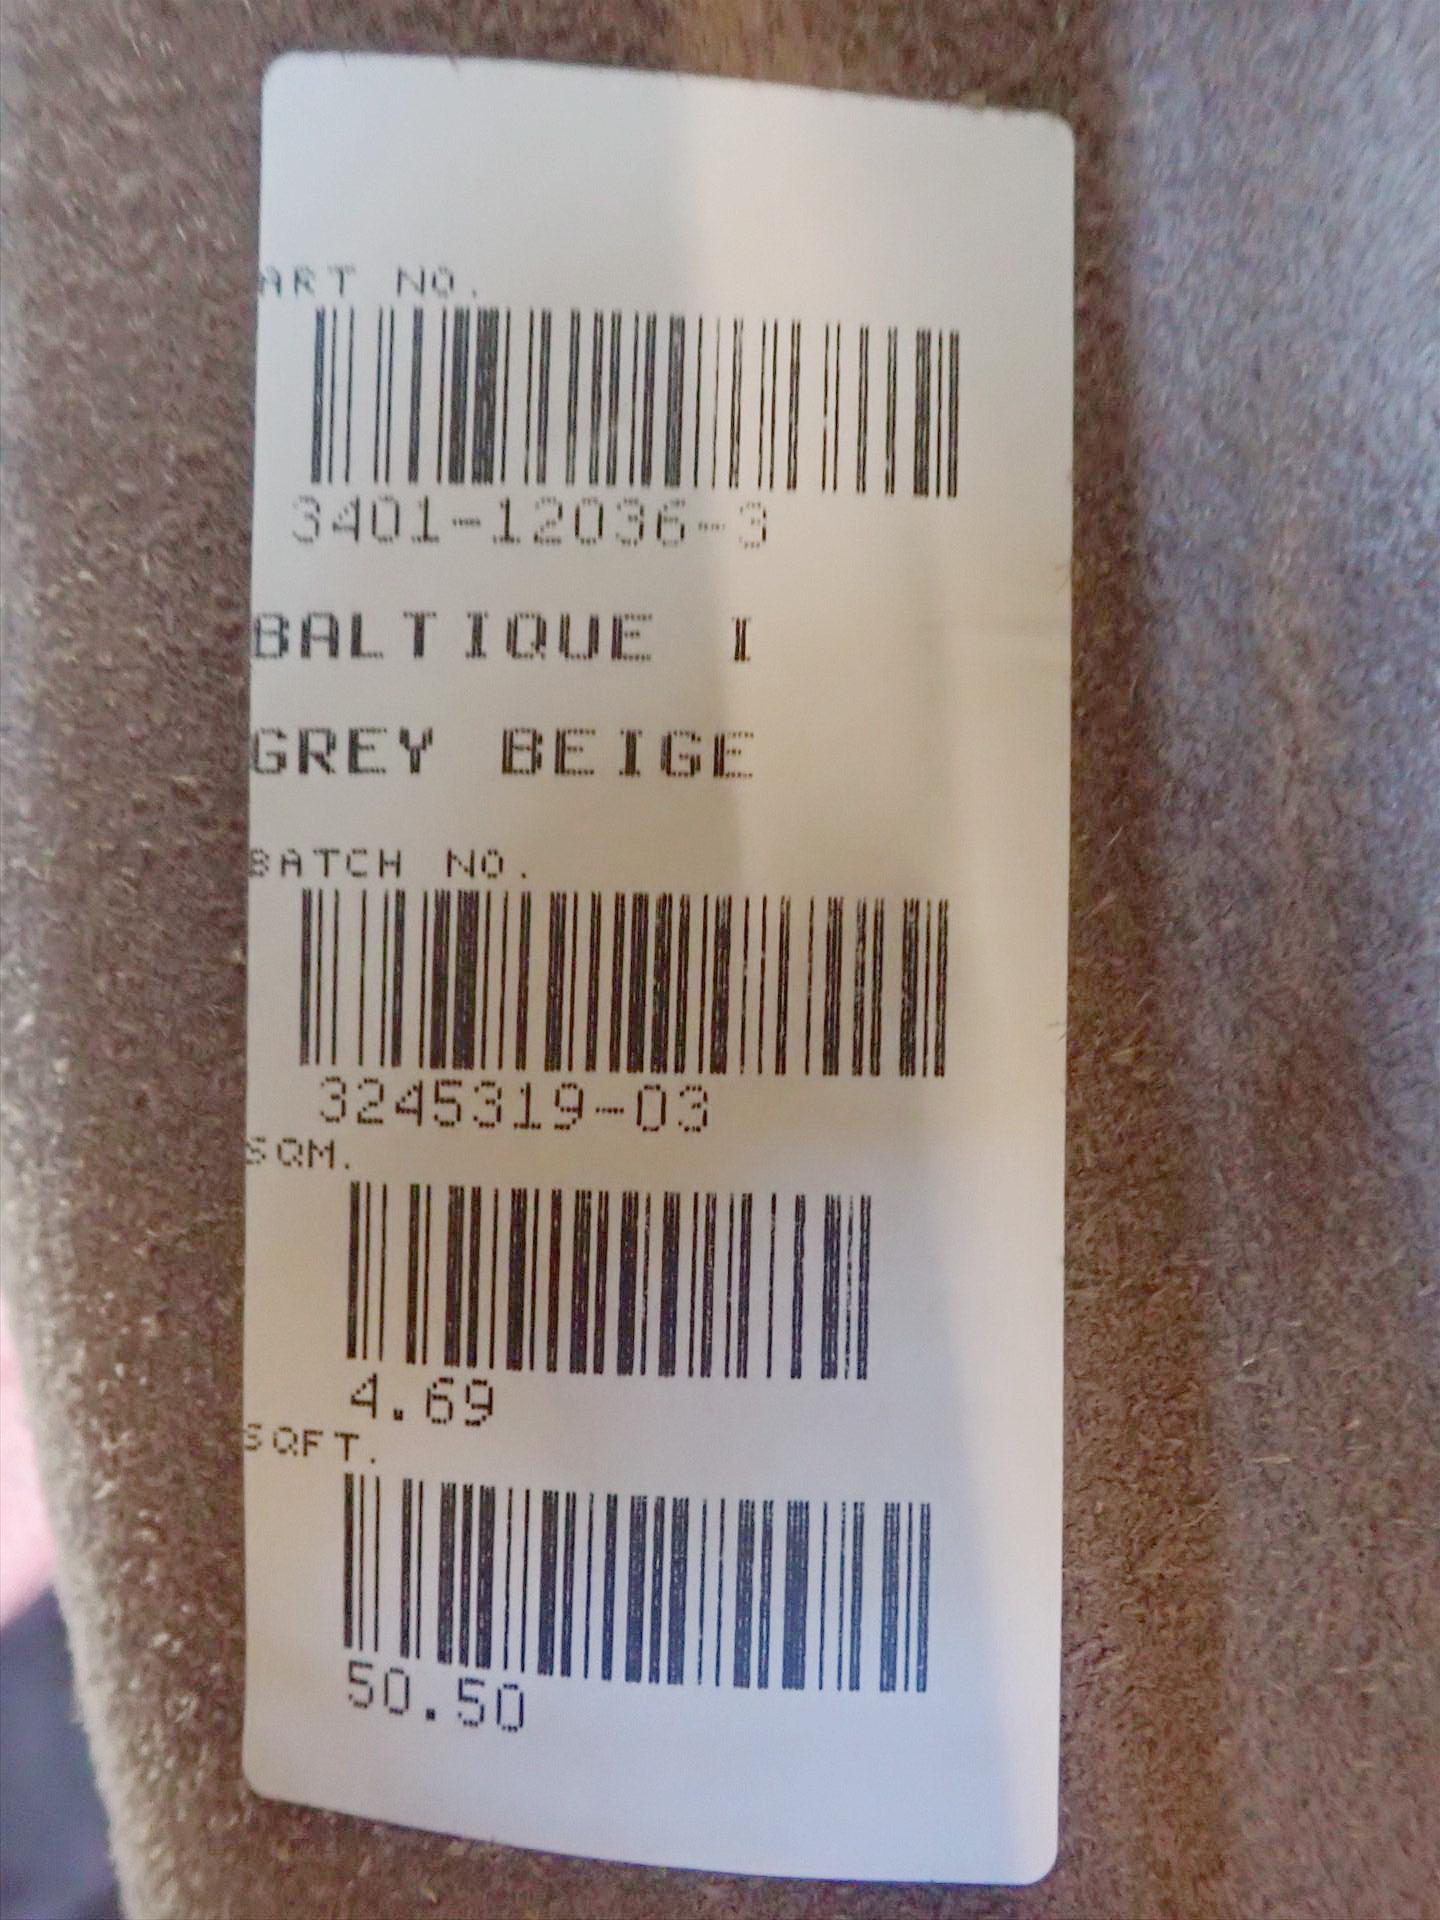 ART NO.
3401-12036-3
BALTIQUE I
GREY BEIGE
BATCH NO.
3245319-03
SQM.
4.69
SQFT.
50.50